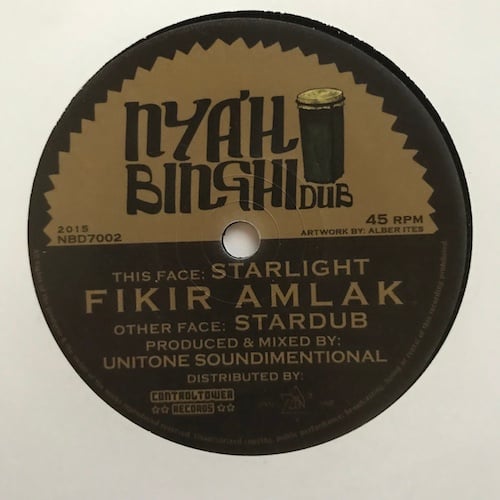 NYAH
BINGHI DUB
2015
NBD7002
45 RPM
ARTWORK BY: ALBER ITES
THIS FACE: STARLIGHT
FIKIR AMLAK
OTHER FACE: STARDUB
PRODUCED & MIXED BY:
UNITONE SOUNDIMENTIONAL
DISTRIBUTED BY:
CONTROLTOWER
RECORDS